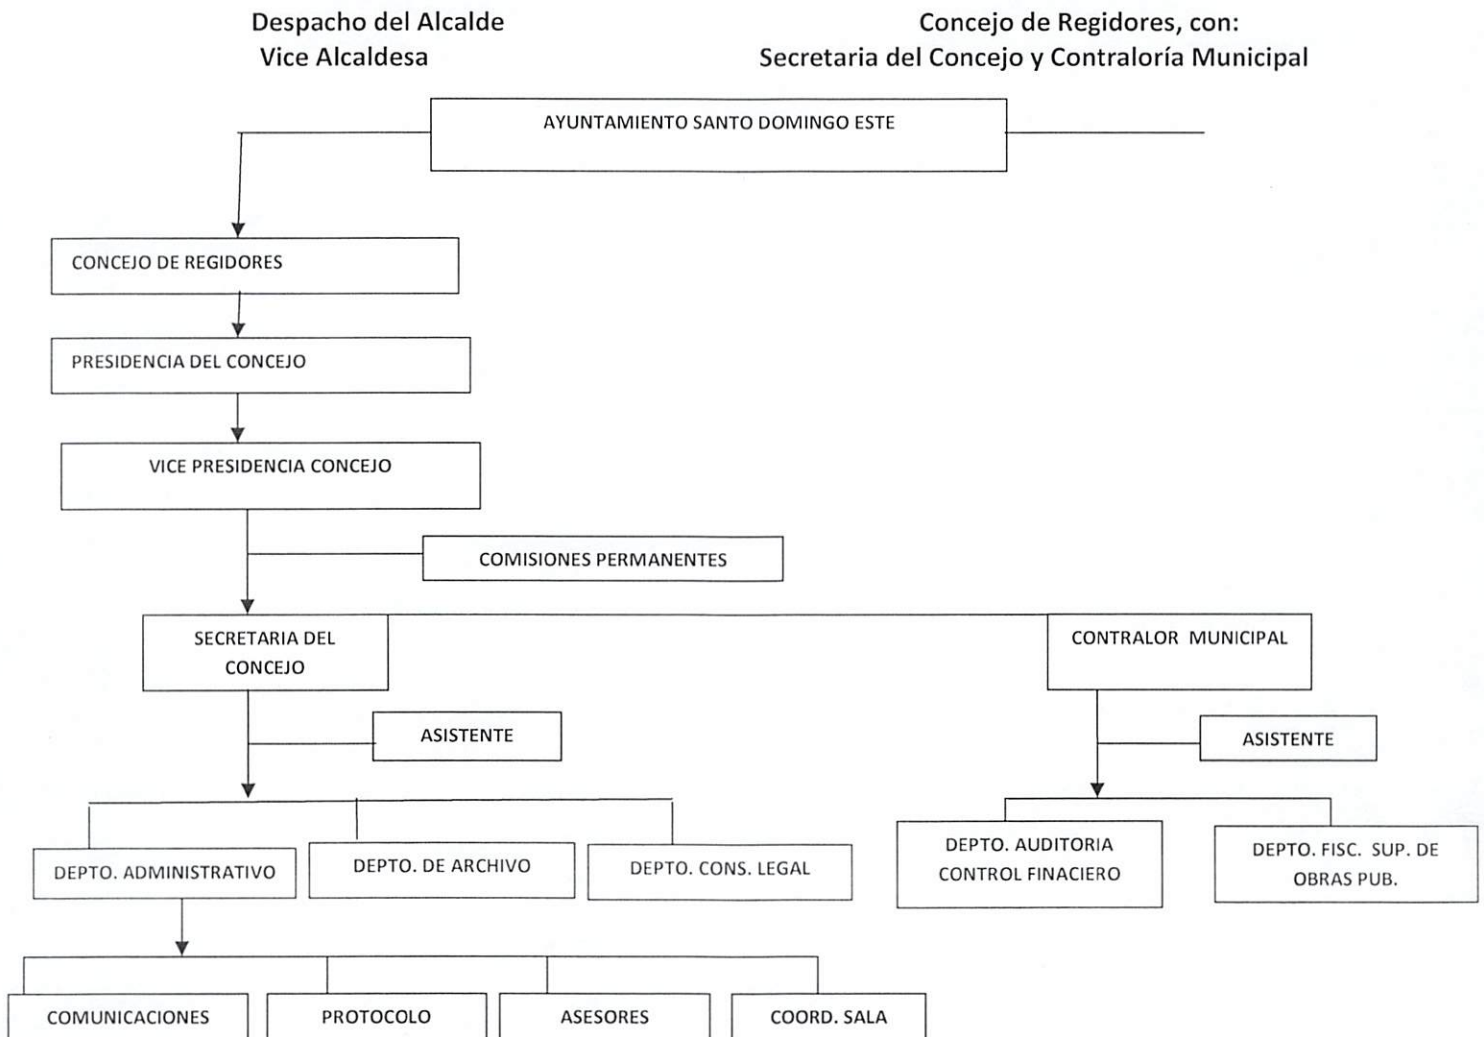 Despacho del Alcalde
Vice Alcaldesa
Concejo de Regidores, con:
Secretaria del Concejo y Contraloría Municipal
AYUNTAMIENTO SANTO DOMINGO ESTE
CONCEJO DE REGIDORES
PRESIDENCIA DEL CONCEJO
VICE PRESIDENCIA CONCEJO
COMISIONES PERMANENTES
SECRETARIA DEL
CONCEJO
CONTRALOR MUNICIPAL
ASISTENTE
ASISTENTE
DEPTO. ADMINISTRATIVO
DEPTO. DE ARCHIVO
DEPTO. CONS. LEGAL
DEPTO. AUDITORIA
CONTROL FINACIERO
DEPTO. FISC. SUP. DE
OBRAS PUB.
COMUNICACIONES
PROTOCOLO
ASESORES
COORD. SALA